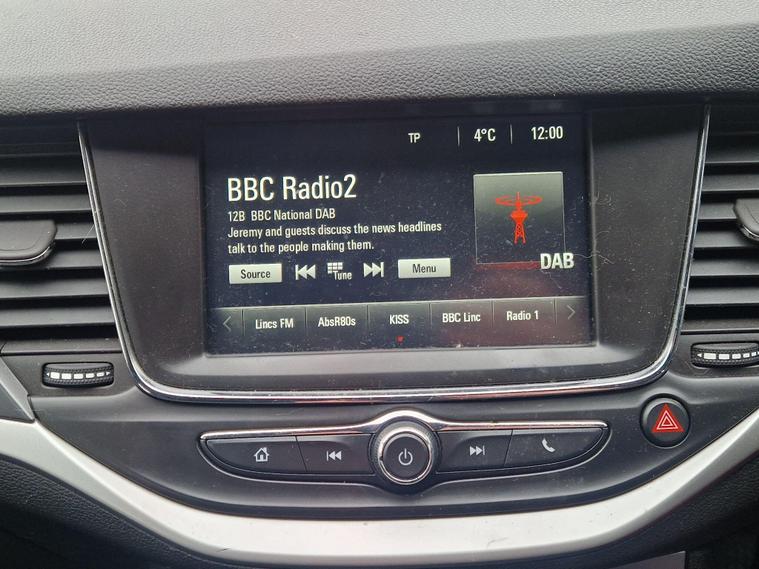 TP 4°C 12:00
BBC Radio2
12B BBC National DAB
Jeremy and guests discuss the news headlines
talk to the people making them.
DAB
Source Tune Menu
Lincs FM AbsR80s KISS BBC Linc Radio 1